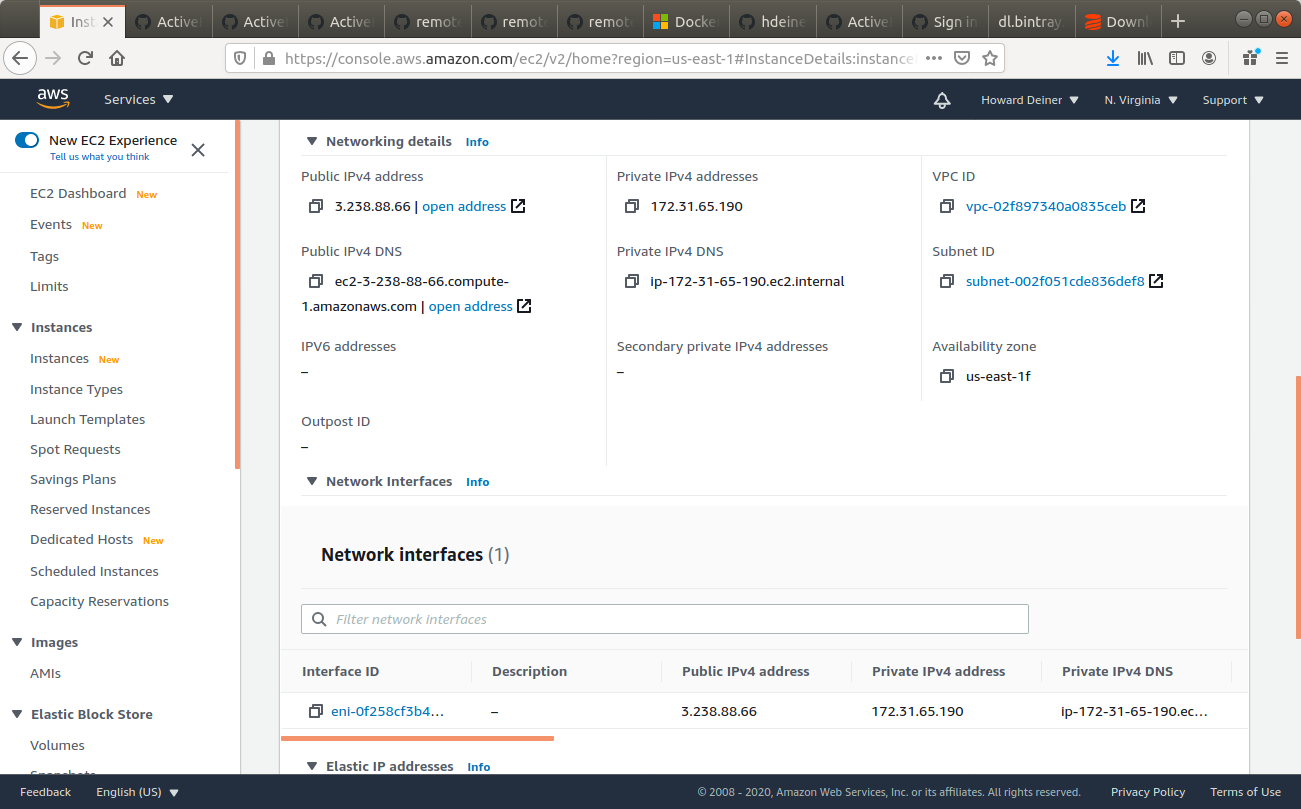 Inst
Active
Active
Active
remot
remot
remot
Docke
hdeine
Active
Sign in
dl.bintray.
Downl
https://console.aws.amazon.com/ec2/v2/home?region=us-east-1#InstanceDetails:instance
aws
Services
Howard Deiner
N. Virginia
Support
New EC2 Experience
Tell us what you think
EC2 Dashboard New
Events New
Tags
Limits
Instances
Instances New
Instance Types
Launch Templates
Spot Requests
Savings Plans
Reserved Instances
Dedicated Hosts New
Scheduled Instances
Capacity Reservations
Images
AMIs
Elastic Block Store
Volumes
Snapshots
Networking details Info
Public IPv4 address
3.238.88.66 | open address
Private IPv4 addresses
172.31.65.190
VPC ID
vpc-02f897340a0835ceb
Public IPv4 DNS
ec2-3-238-88-66.compute-
1.amazonaws.com | open address
Private IPv4 DNS
ip-172-31-65-190.ec2.internal
Subnet ID
subnet-002f051cde836def8
IPV6 addresses
–
Secondary private IPv4 addresses
–
Availability zone
us-east-1f
Outpost ID
–
Network Interfaces Info
Network interfaces (1)
Filter network interfaces
Interface ID Description Public IPv4 address Private IPv4 address Private IPv4 DNS
eni-0f258cf3b4... – 3.238.88.66 172.31.65.190 ip-172-31-65-190.ec...
Elastic IP addresses Info
Feedback English (US) © 2008 - 2020, Amazon Web Services, Inc. or its affiliates. All rights reserved. Privacy Policy Terms of Use